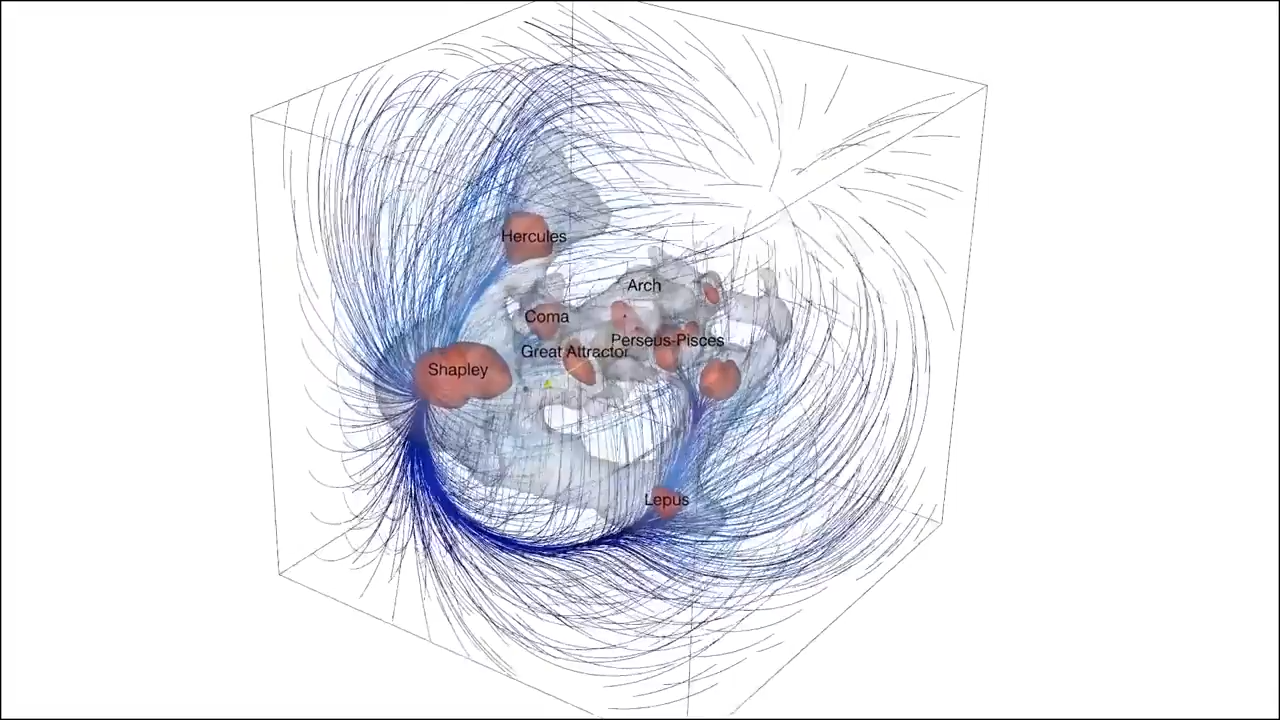 Hercules
Arch
Coma
Perseus-Pisces
Great Attractor
Shapley
Lepus